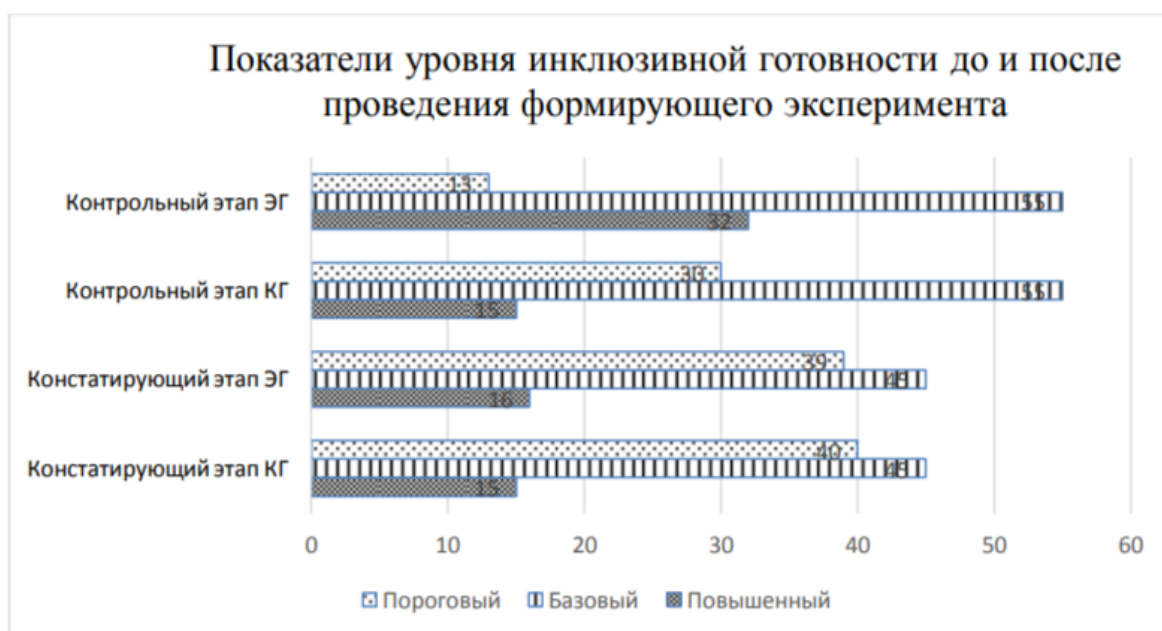 Показатели уровня инклюзивной готовности до и после
проведения формирующего эксперимента
Контрольный этап ЭГ
13
55
32
Контрольный этап КГ
30
55
15
Констатирующий этап ЭГ
39
45
16
Констатирующий этап КГ
40
45
15
0 10 20 30 40 50 60
Пороговый Базовый Повышенный